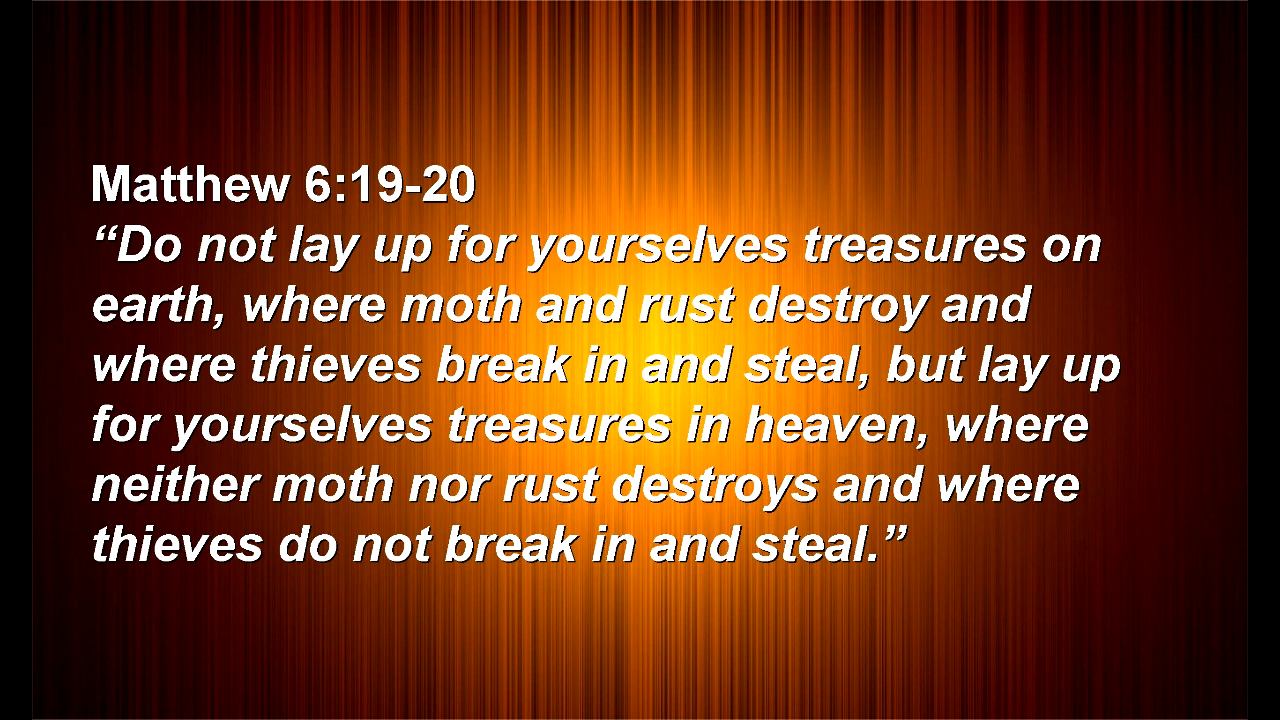 Matthew 6:19-20
“Do not lay up for yourselves treasures on
earth, where moth and rust destroy and
where thieves break in and steal, but lay up
for yourselves treasures in heaven, where
neither moth nor rust destroys and where
thieves do not break in and steal.”